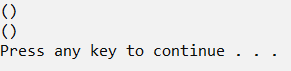 ()
()
Press any key to continue . . .